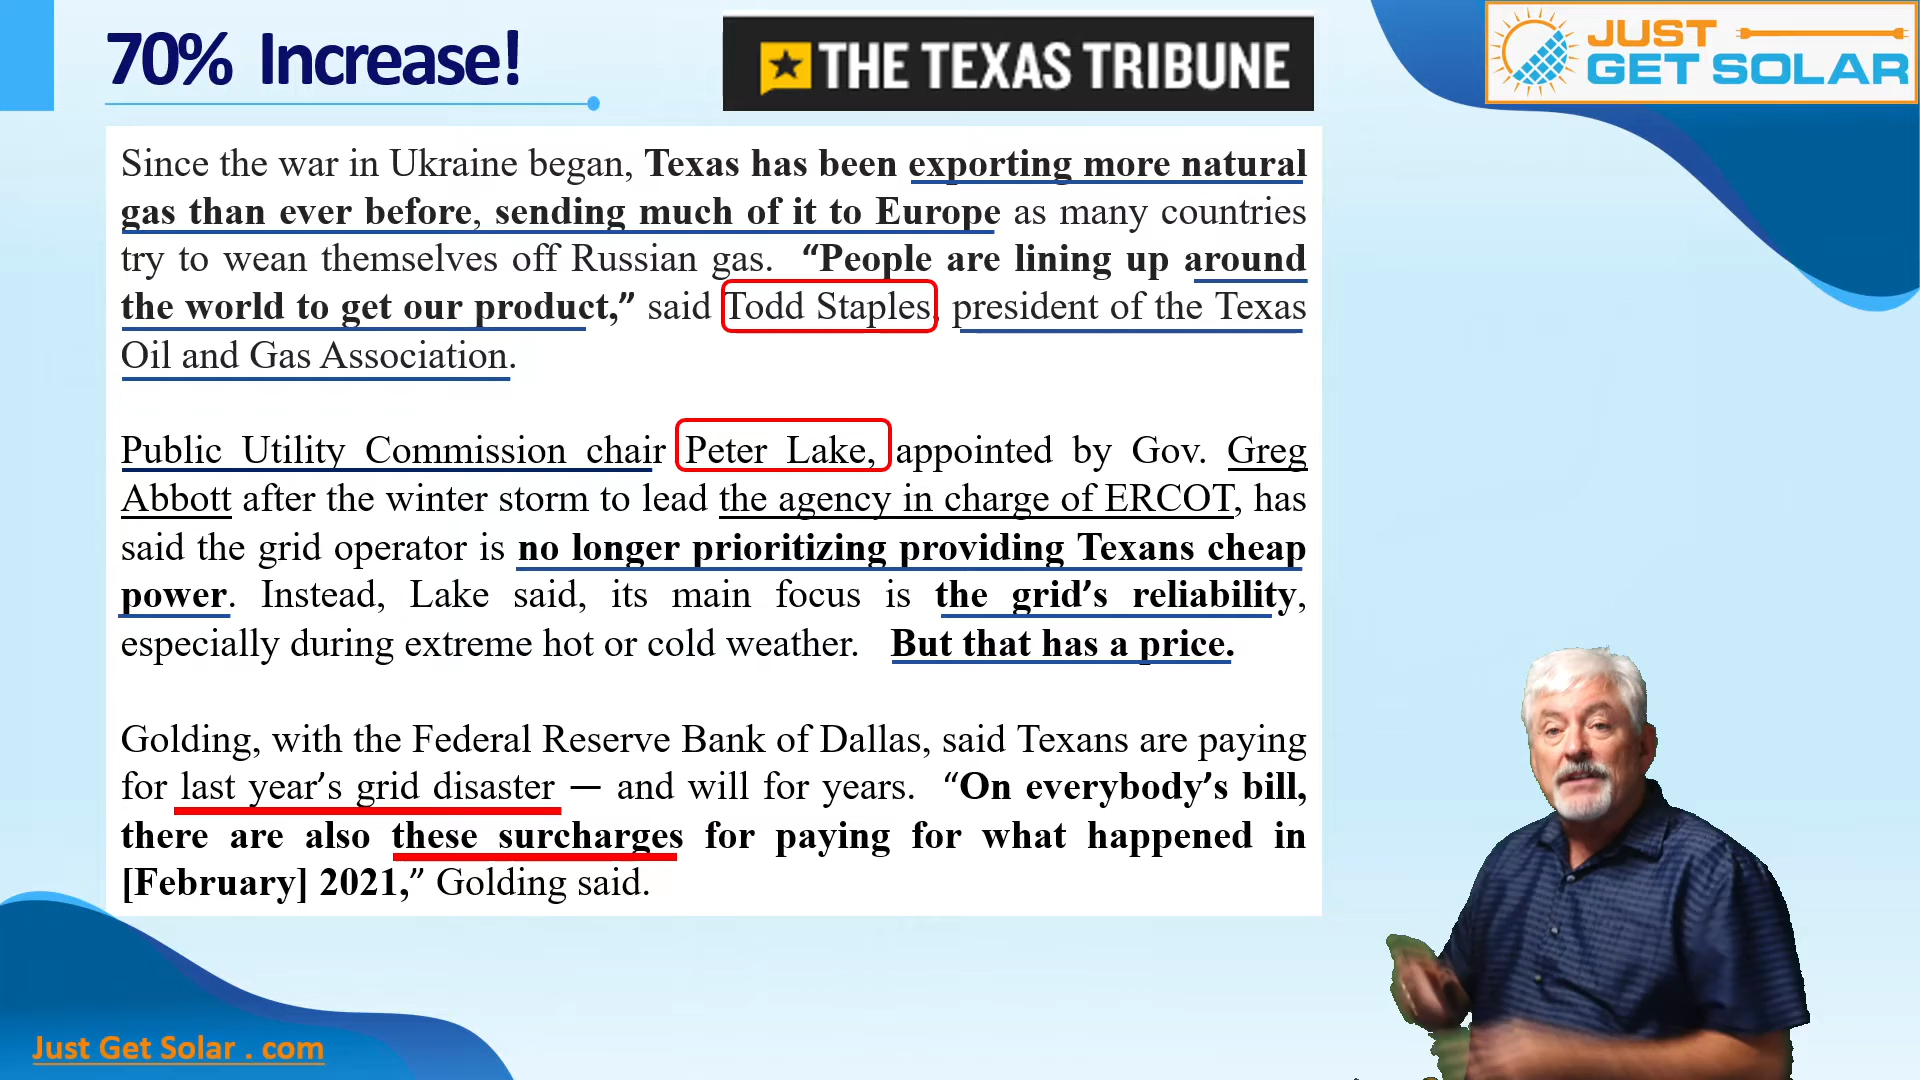 70% Increase!
THE TEXAS TRIBUNE
JUST
GET SOLAR
Since the war in Ukraine began, Texas has been exporting more natural
gas than ever before, sending much of it to Europe as many countries
try to wean themselves off Russian gas. “People are lining up around
the world to get our product,” said Todd Staples, president of the Texas
Oil and Gas Association.
Public Utility Commission chair Peter Lake, appointed by Gov. Greg
Abbott after the winter storm to lead the agency in charge of ERCOT, has
said the grid operator is no longer prioritizing providing Texans cheap
power. Instead, Lake said, its main focus is the grid’s reliability,
especially during extreme hot or cold weather. But that has a price.
Golding, with the Federal Reserve Bank of Dallas, said Texans are paying
for last year’s grid disaster — and will for years. “On everybody’s bill,
there are also these surcharges for paying for what happened in
[February] 2021,” Golding said.
Just Get Solar . com